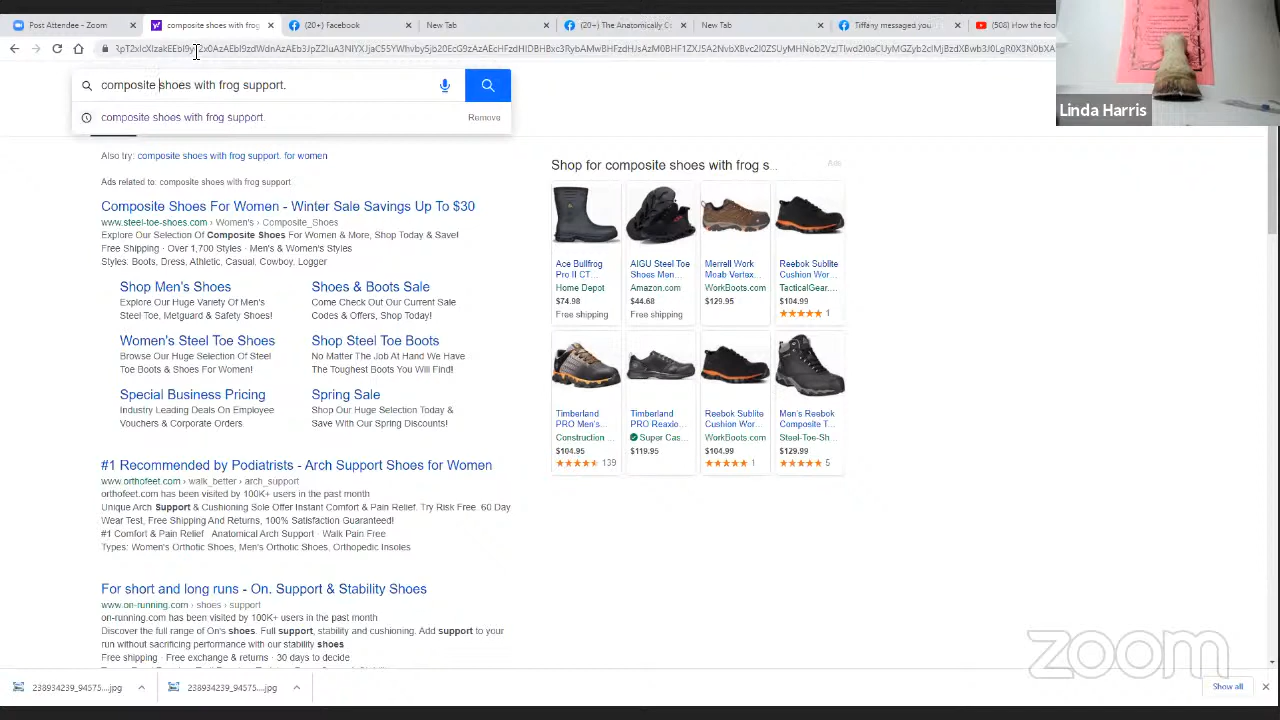 Post Attendee - Zoom
composite shoes with frog supp
(20+) Facebook
New Tab
(20+) The Anatomically C
New Tab
Tiffany messaged you
(508) How the foo
composite shoes with frog support.
composite shoes with frog support.
Remove
Linda Harris
Also try: composite shoes with frog support. for women
Ads related to: composite shoes with frog support
Composite Shoes For Women - Winter Sale Savings Up To $30
www.steel-toe-shoes.com › Women's › Composite_Shoes
Explore Our Selection Of Composite Shoes For Women & More, Shop Today & Save!
Free Shipping · Over 1,700 Styles · Men's & Women's Styles
Styles: Boots, Dress, Athletic, Casual, Cowboy, Logger
Shop Men's Shoes
Explore Our Huge Variety Of Men's
Steel Toe, Metguard & Safety Shoes!
Shoes & Boots Sale
Come Check Out Our Current Sale
Codes & Offers, Shop Today!
Women's Steel Toe Shoes
Browse Our Huge Selection Of Steel
Toe Boots & Shoes For Women!
Shop Steel Toe Boots
No Matter The Job At Hand We Have
The Toughest Boots You Will Find!
Special Business Pricing
Industry Leading Deals On Employee
Vouchers & Corporate Orders.
Spring Sale
Shop Our Huge Selection Today &
Save With Our Spring Discounts!
#1 Recommended by Podiatrists - Arch Support Shoes for Women
www.orthofeet.com › walk_better › arch_support
orthofeet.com has been visited by 100K+ users in the past month
Unique Arch Support & Cushioning Sole Offer Instant Comfort & Pain Relief. Try Risk Free. 60 Day
Wear Test, Free Shipping And Returns, 100% Satisfaction Guaranteed!
#1 Comfort & Pain Relief · Anatomical Arch Support · Walk Pain Free
Types: Women's Orthotic Shoes, Men's Orthotic Shoes, Orthopedic Insoles
For short and long runs - On. Support & Stability Shoes
www.on-running.com › shoes › support
on-running.com has been visited by 100K+ users in the past month
Discover the full range of On's shoes. Full support, stability and cushioning. Add support to your
run without sacrificing performance with our stability shoes
Free shipping · Free exchange & returns · 30 days to decide
Shop for composite shoes with frog s...
Ads
Ace Bullfrog
Pro II CT...
Home Depot
$74.98
Free shipping
AIGU Steel Toe
Shoes Men...
Amazon.com
$44.68
Free shipping
Merrell Work
Moab Vertex...
WorkBoots.com
$129.95
Reebok Sublite
Cushion Wor...
TacticalGear....
$104.99
1
Timberland
PRO Men's...
Construction ...
$104.95
139
Timberland
PRO Reaxio...
Super Cas...
$119.95
Reebok Sublite
Cushion Wor...
WorkBoots.com
$104.99
1
Men's Reebok
Composite T...
Steel-Toe-Sh...
$129.99
5
zoom
238934239_94575....jpg
238934239_94575....jpg
Show all